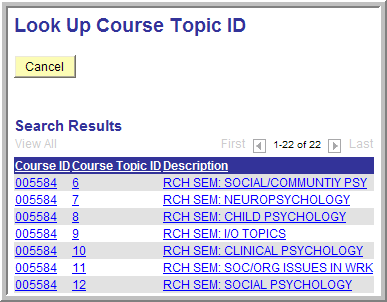 Look Up Course Topic ID
Cancel
Search Results
View All First 1-22 of 22 Last
Course ID Course Topic ID Description
005584 6 RCH SEM: SOCIAL/COMMUNTIY PSY
005584 7 RCH SEM: NEUROPSYCHOLOGY
005584 8 RCH SEM: CHILD PSYCHOLOGY
005584 9 RCH SEM: I/O TOPICS
005584 10 RCH SEM: CLINICAL PSYCHOLOGY
005584 11 RCH SEM: SOC/ORG ISSUES IN WRK
005584 12 RCH SEM: SOCIAL PSYCHOLOGY